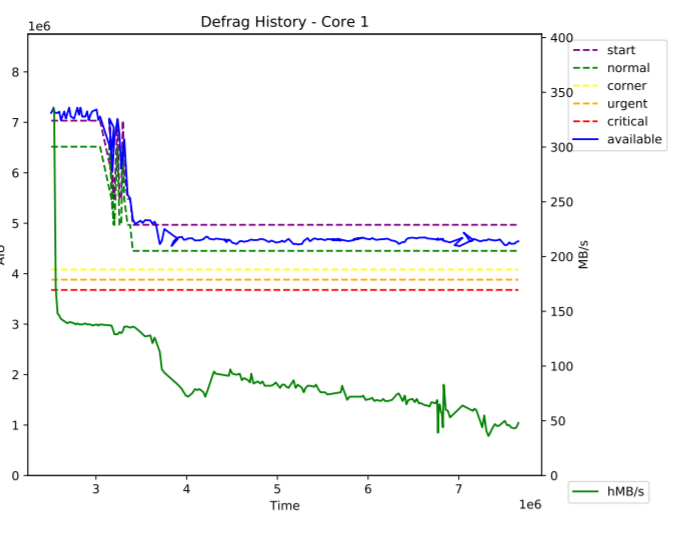 Defrag History - Core 1
1e6
8
7
6
5
4
3
2
1
0
400
350
300
250
200
150
100
50
0
MB/s
start
normal
corner
urgent
critical
available
3
4
5
6
7
1e6
Time
hMB/s